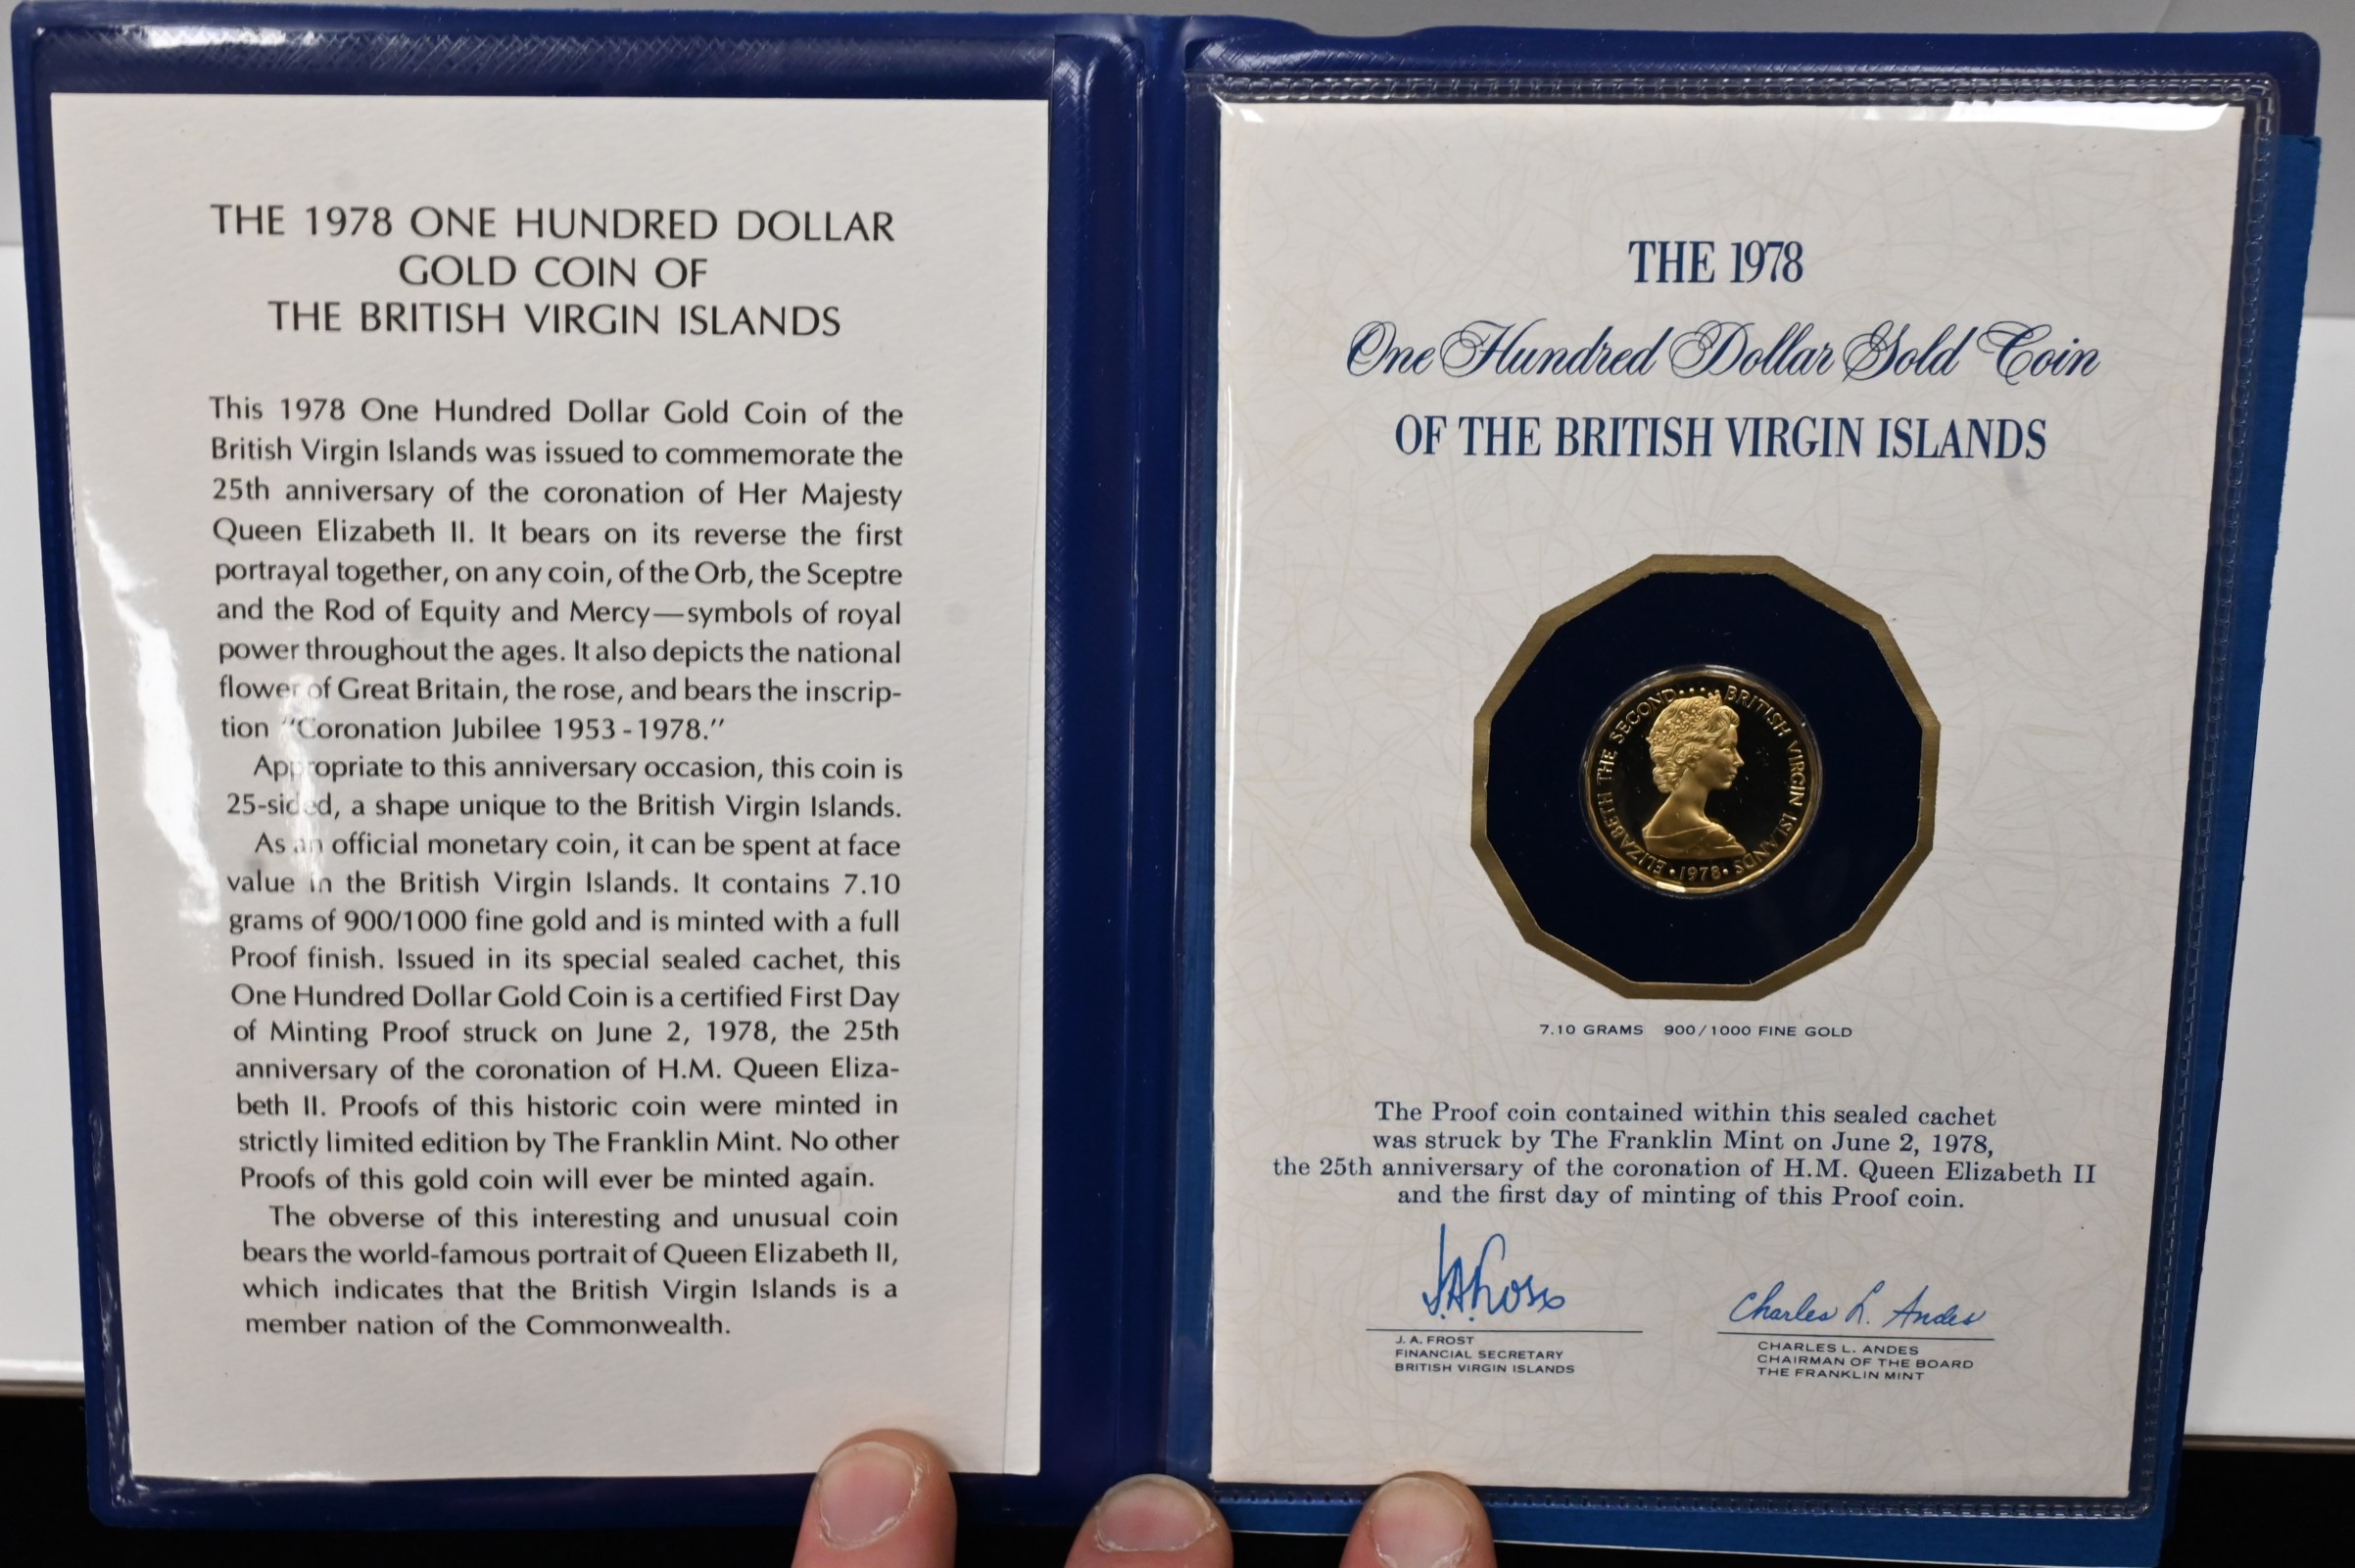 THE 1978 ONE HUNDRED DOLLAR
GOLD COIN OF
THE BRITISH VIRGIN ISLANDS
This 1978 One Hundred Dollar Gold Coin of the
British Virgin Islands was issued to commemorate the
25th anniversary of the coronation of Her Majesty
Queen Elizabeth II. It bears on its reverse the first
portrayal together, on any coin, of the Orb, the Sceptre
and the Rod of Equity and Mercy—symbols of royal
power throughout the ages. It also depicts the national
flower of Great Britain, the rose, and bears the inscrip-
tion "Coronation Jubilee 1953-1978."
Appropriate to this anniversary occasion, this coin is
25-sided, a shape unique to the British Virgin Islands.
As an official monetary coin, it can be spent at face
value in the British Virgin Islands. It contains 7.10
grams of 900/1000 fine gold and is minted with a full
Proof finish. Issued in its special sealed cachet, this
One Hundred Dollar Gold Coin is a certified First Day
of Minting Proof struck on June 2, 1978, the 25th
anniversary of the coronation of H.M. Queen Eliza-
beth II. Proofs of this historic coin were minted in
strictly limited edition by The Franklin Mint. No other
Proofs of this gold coin will ever be minted again.
The obverse of this interesting and unusual coin
bears the world-famous portrait of Queen Elizabeth II,
which indicates that the British Virgin Islands is a
member nation of the Commonwealth.
THE 1978
One Hundred Dollar Gold Coin
OF THE BRITISH VIRGIN ISLANDS
ELIZABETH THE SECOND.... BRITISH VIRGIN ISLANDS
•1978•
7.10 GRAMS 900/1000 FINE GOLD
The Proof coin contained within this sealed cachet
was struck by The Franklin Mint on June 2, 1978,
the 25th anniversary of the coronation of H.M. Queen Elizabeth II
and the first day of minting of this Proof coin.
J.A. Frost
Charles L. Andes
J. A. FROST
FINANCIAL SECRETARY
BRITISH VIRGIN ISLANDS
CHARLES L. ANDES
CHAIRMAN OF THE BOARD
THE FRANKLIN MINT